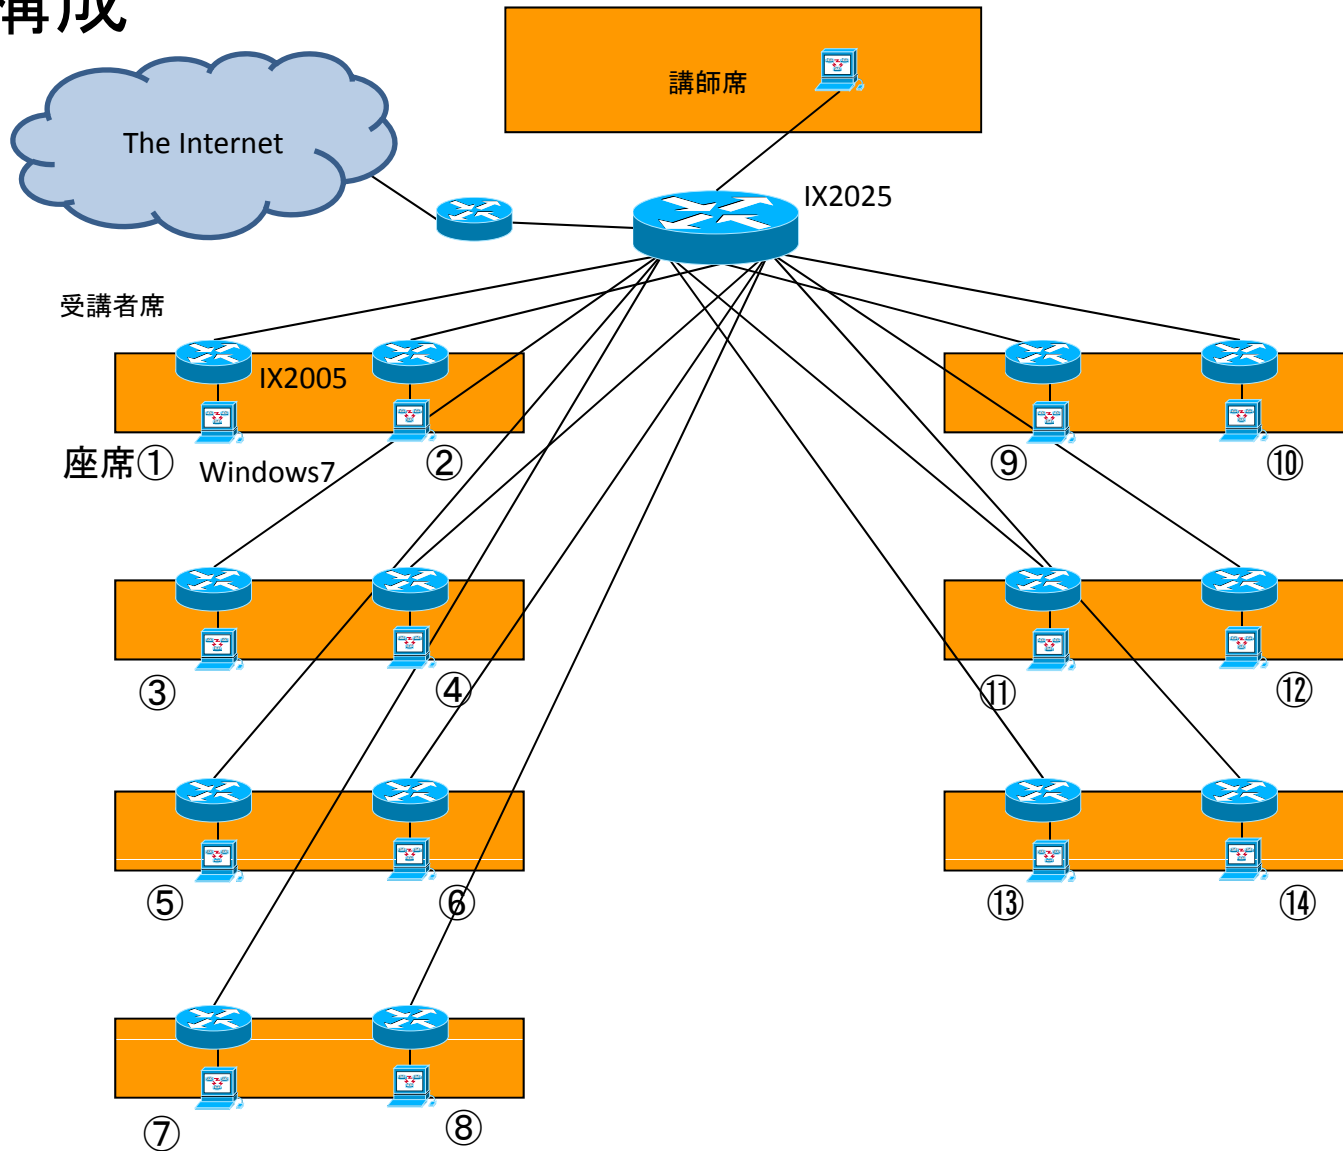 構成
講師席
The Internet
IX2025
受講者席
IX2005
座席① Windows7 ② ⑨ ⑩
③ ④ ⑪ ⑫
⑤ ⑥ ⑬ ⑭
⑦ ⑧